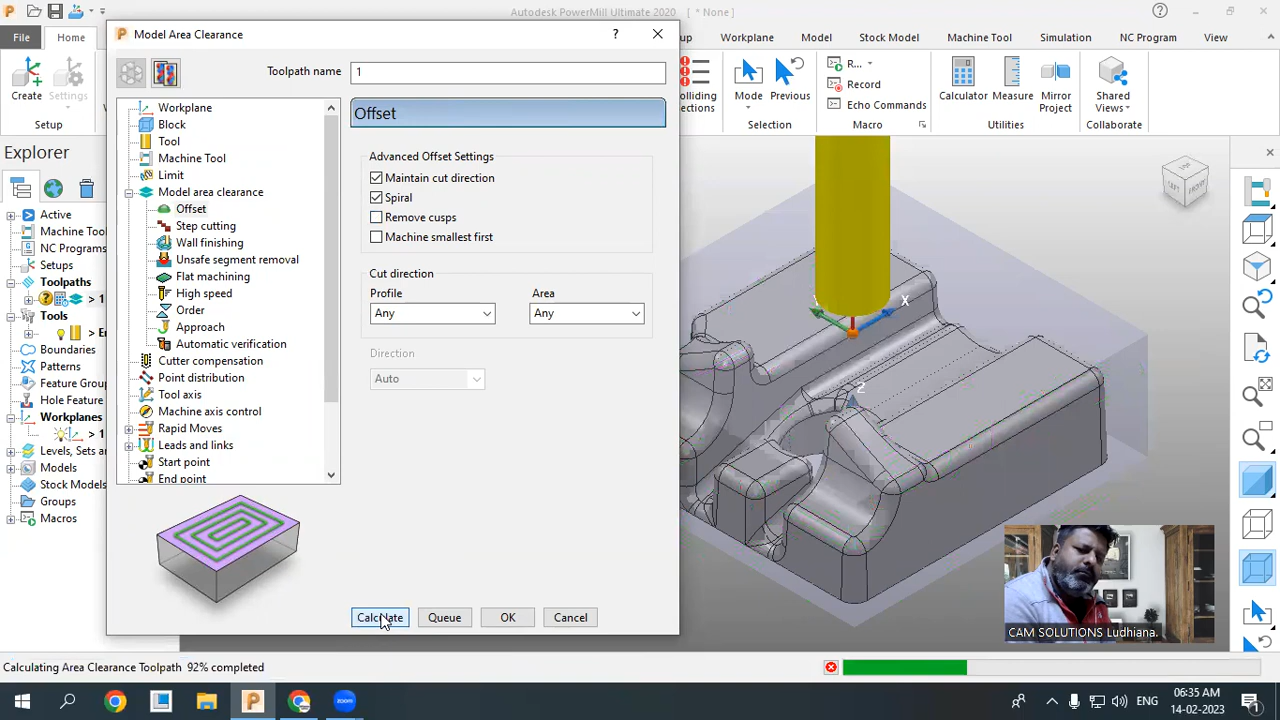 Autodesk PowerMill Ultimate 2020 [ * None ]
Model Area Clearance
File
Home
Workplane
Model
Stock Model
Machine Tool
Simulation
NC Program
View
Create
Settings
Setup
Mode
Previous
Selection
Record
Echo Commands
Macro
Calculator
Measure
Mirror
Project
Utilities
Shared
Views
Collaborate
Explorer
Active
NC Programs
Setups
Toolpaths
> 1
Tools
Boundaries
Patterns
Feature Group
Workplanes
> 1
Models
Stock Models
Groups
Macros
Toolpath name
1
Workplane
Block
Tool
Machine Tool
Limit
Model area clearance
Offset
Step cutting
Wall finishing
Unsafe segment removal
Flat machining
High speed
Order
Approach
Automatic verification
Cutter compensation
Point distribution
Tool axis
Machine axis control
Rapid Moves
Leads and links
Start point
End point
Offset
Advanced Offset Settings
Maintain cut direction
Spiral
Remove cusps
Machine smallest first
Cut direction
Profile
Area
Any
Any
Direction
Auto
Calculate
Queue
OK
Cancel
X
2
LEFT
FRONT
CAM SOLUTIONS Ludhiana.
Calculating Area Clearance Toolpath 92% completed
ENG
06:35 AM
14-02-2023
1